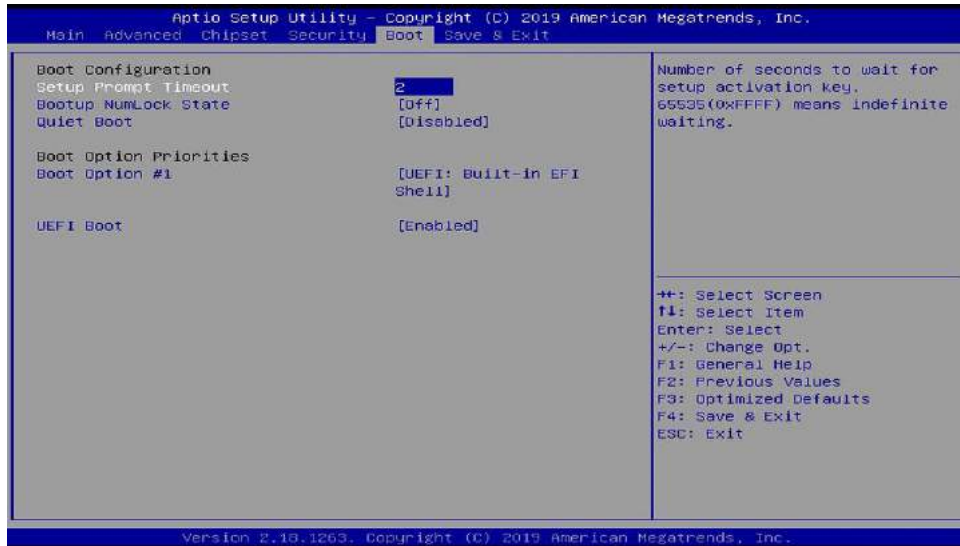 Aptio Setup Utility – Copyright (C) 2019 American Megatrends, Inc.
Main Advanced Chipset Security Boot Save & Exit
Boot Configuration
Setup Prompt Timeout 2
Bootup NumLock State [Off]
Quiet Boot [Disabled]
Boot Option Priorities
Boot Option #1 [UEFI: Built-in EFI
Shell]
UEFI Boot [Enabled]
Number of seconds to wait for
setup activation key.
65535(0xFFFF) means indefinite
waiting.
→←: Select Screen
↑↓: Select Item
Enter: Select
+/-: Change Opt.
F1: General Help
F2: Previous Values
F3: Optimized Defaults
F4: Save & Exit
ESC: Exit
Version 2.18.1263. Copyright (C) 2019 American Megatrends, Inc.